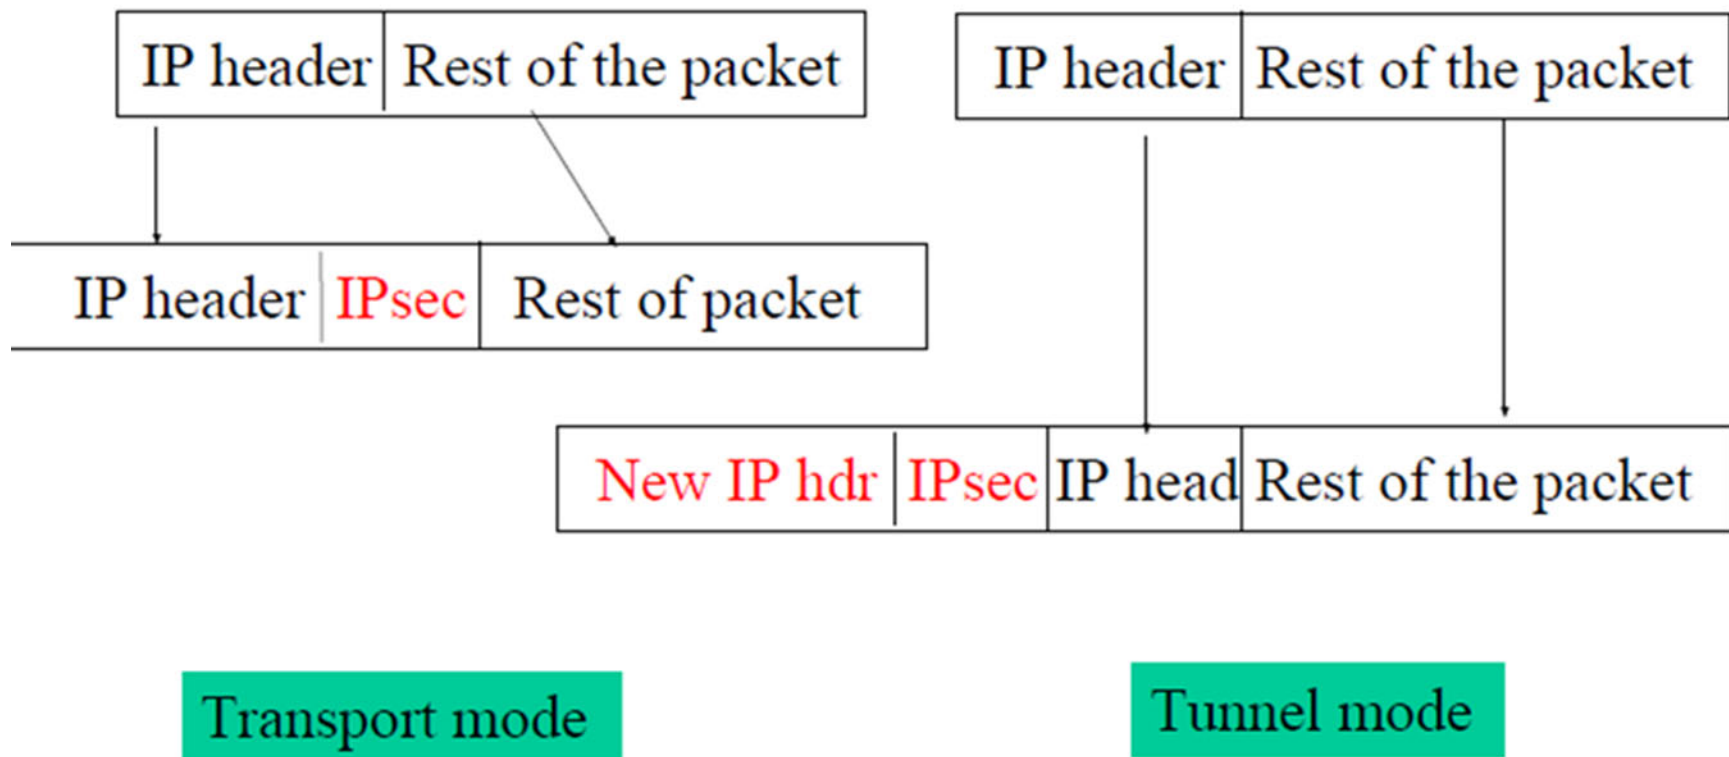 IP header Rest of the packet
IP header Rest of the packet
IP header IPsec Rest of packet
New IP hdr IPsec IP head Rest of the packet
Transport mode
Tunnel mode